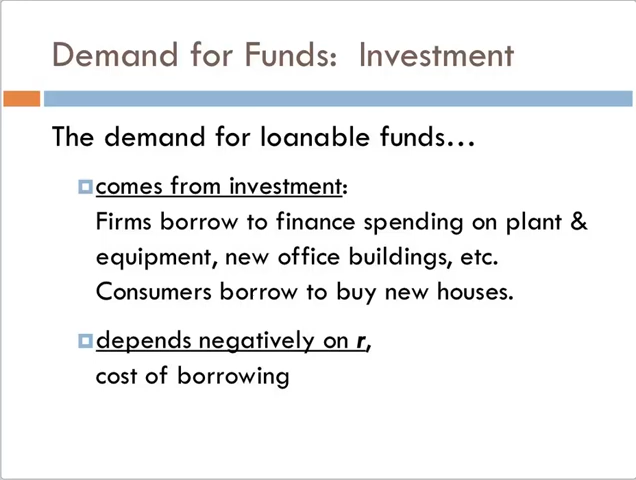 Demand for Funds:  Investment
The demand for loanable funds…
comes from investment:
Firms borrow to finance spending on plant &
equipment, new office buildings, etc.
Consumers borrow to buy new houses.
depends negatively on r,
cost of borrowing